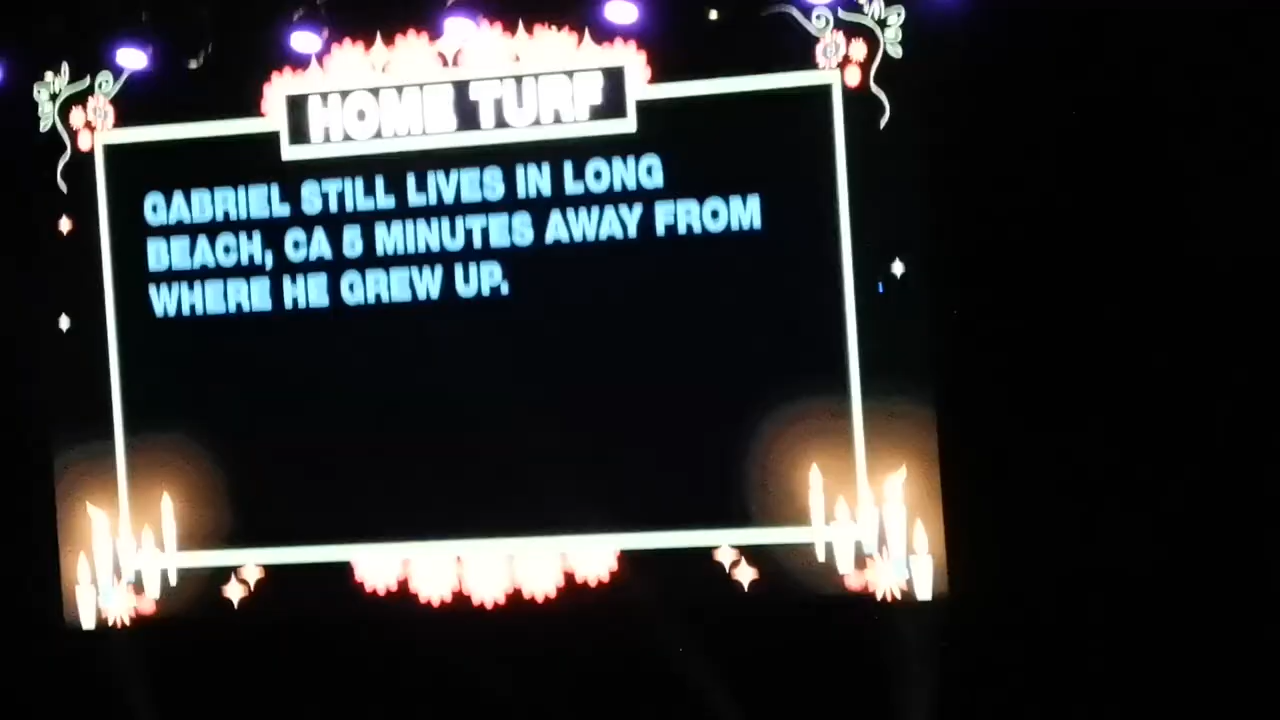 HOME TURF
GABRIEL STILL LIVES IN LONG
BEACH, CA 5 MINUTES AWAY FROM
WHERE HE GREW UP.